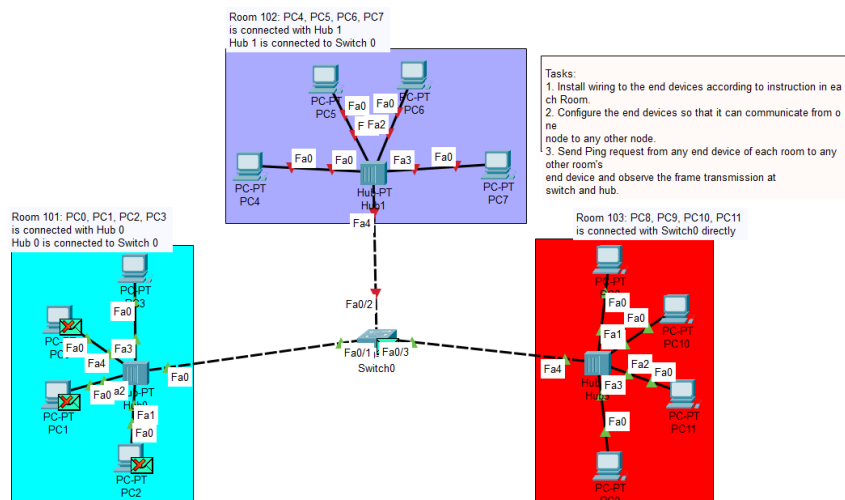 Room 102: PC4, PC5, PC6, PC7
is connected with Hub 1
Hub 1 is connected to Switch 0
Tasks:
1. Install wiring to the end devices according to instruction in ea
ch Room.
2. Configure the end devices so that it can communicate from o
ne
node to any other node.
3. Send Ping request from any end device of each room to any
other room's
end device and observe the frame transmission at
switch and hub.
PC-PT
PC5
Fa0
Fa0
PC-PT
PC6
F
Fa2
PC-PT
PC4
Fa0
Fa0
Fa3
Fa0
PC-PT
PC7
Hub-PT
Hub1
Fa4
Room 101: PC0, PC1, PC2, PC3
is connected with Hub 0
Hub 0 is connected to Switch 0
Room 103: PC8, PC9, PC10, PC11
is connected with Switch0 directly
PC-PT
Fa0
Fa0
Fa3
Fa4
Fa0
Fa0
PC-PT
PC1
Fa1
Fa0
PC-PT
PC2
Fa0/2
Fa0/1
Fa0/3
Switch0
PC-PT
Fa0
Fa0
Fa1
PC-PT
PC10
Fa4
Fa2
Fa0
Fa3
PC-PT
PC11
Fa0
PC-PT